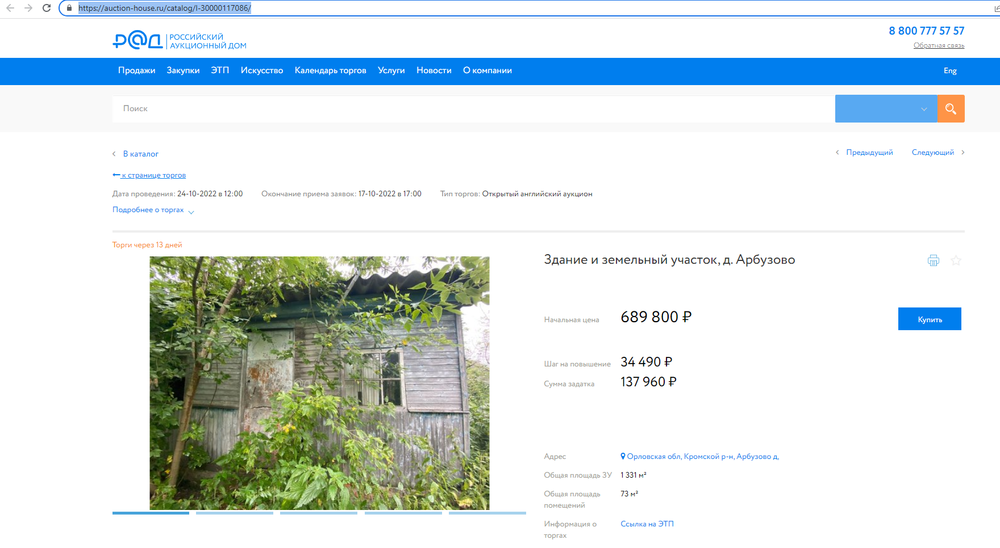 https://auction-house.ru/catalog/l-30000117086/
РАД
РОССИЙСКИЙ
АУКЦИОННЫЙ ДОМ
8 800 777 57 57
Обратная связь
Продажи Закупки ЭТП Искусство Календарь торгов Услуги Новости О компании Eng
Поиск
В каталог
Предыдущий Следующий
к странице торгов
Дата проведения: 24-10-2022 в 12:00 Окончание приема заявок: 17-10-2022 в 17:00 Тип торгов: Открытый английский аукцион
Подробнее о торгах
Торги через 13 дней
Здание и земельный участок, д. Арбузово
Начальная цена 689 800 ₽
Купить
Шаг на повышение 34 490 ₽
Сумма задатка 137 960 ₽
Адрес Орловская обл, Кромской р-н, Арбузово д,
Общая площадь ЗУ 1 331 м²
Общая площадь 73 м²
помещений
Информация о Ссылка на ЭТП
торгах